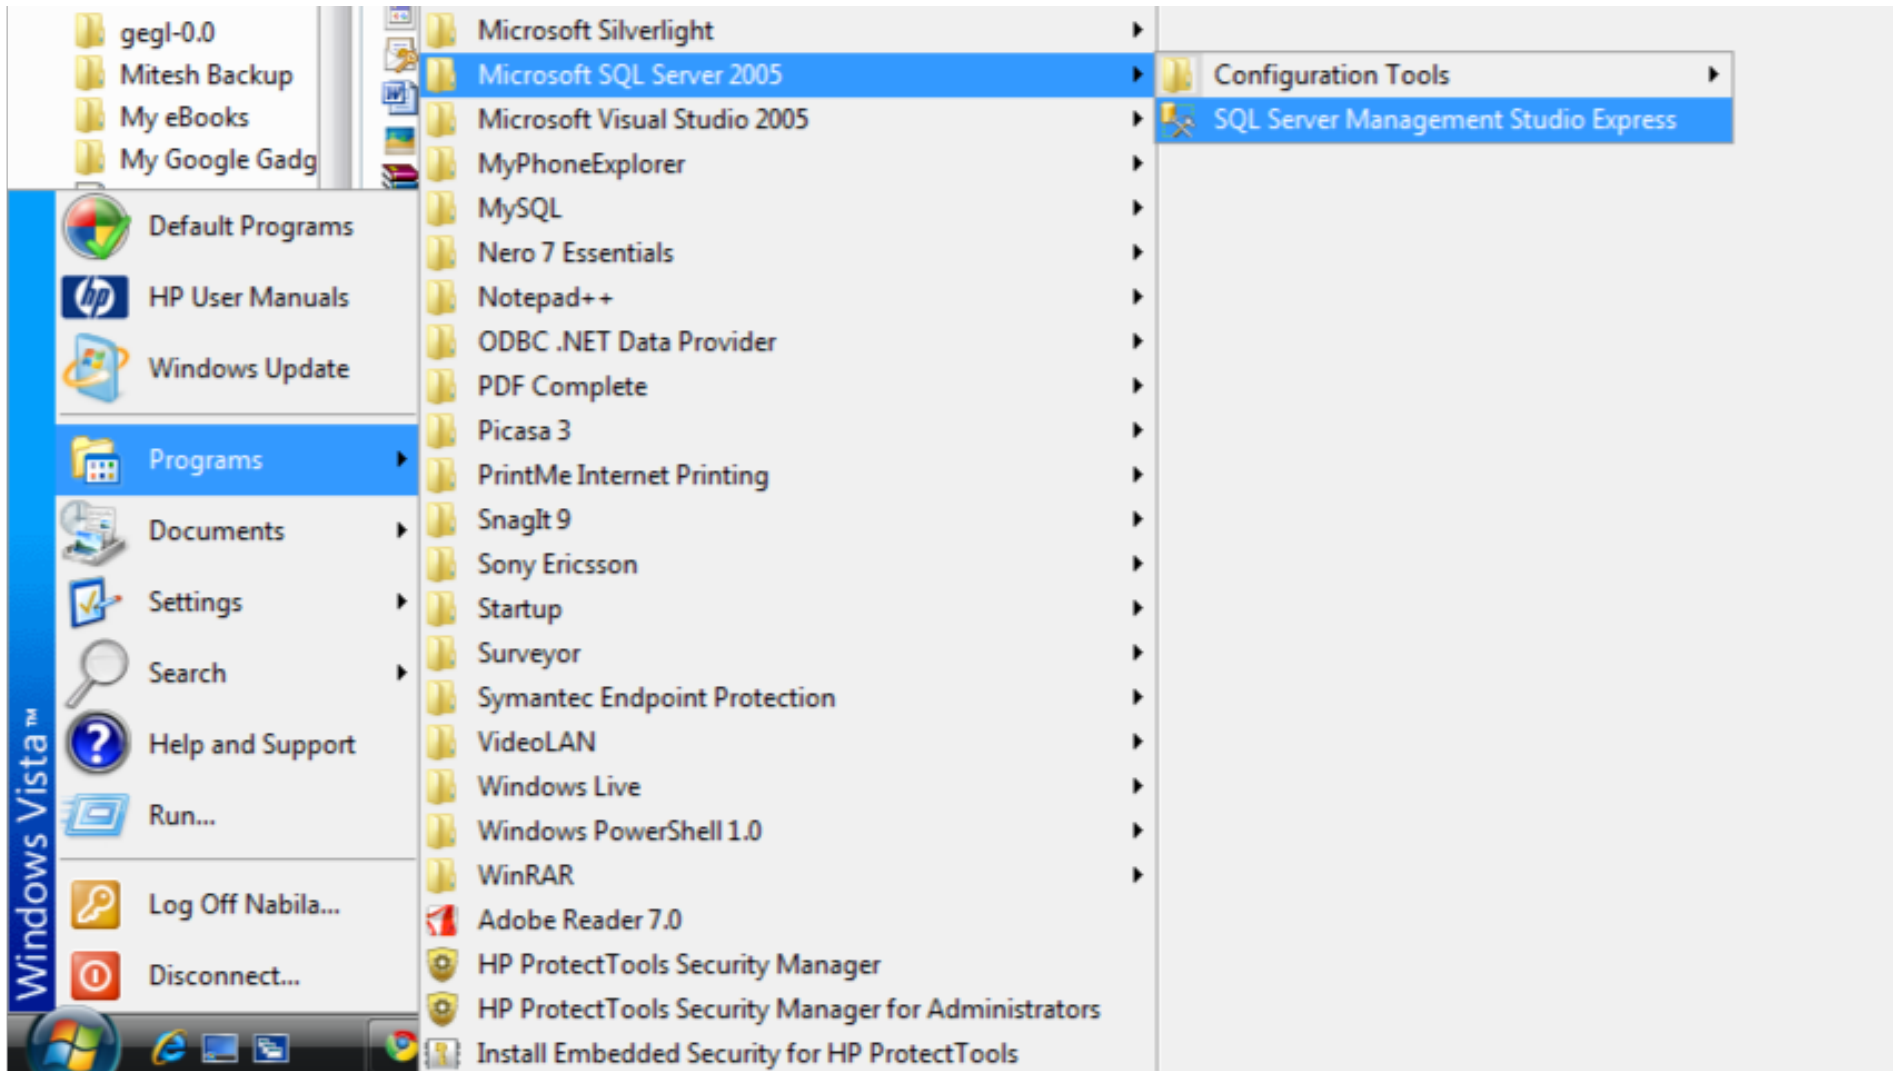 gegl-0.0
Mitesh Backup
My eBooks
My Google Gadg
Windows Vista™
Default Programs
hp
HP User Manuals
Windows Update
Programs
Documents
Settings
Search
Help and Support
Run...
Log Off Nabila...
Disconnect...
Microsoft Silverlight
Microsoft SQL Server 2005
Microsoft Visual Studio 2005
MyPhoneExplorer
MySQL
Nero 7 Essentials
Notepad++
ODBC .NET Data Provider
PDF Complete
Picasa 3
PrintMe Internet Printing
SnagIt 9
Sony Ericsson
Startup
Surveyor
Symantec Endpoint Protection
VideoLAN
Windows Live
Windows PowerShell 1.0
WinRAR
Adobe Reader 7.0
HP ProtectTools Security Manager
HP ProtectTools Security Manager for Administrators
Install Embedded Security for HP ProtectTools
Configuration Tools
SQL Server Management Studio Express